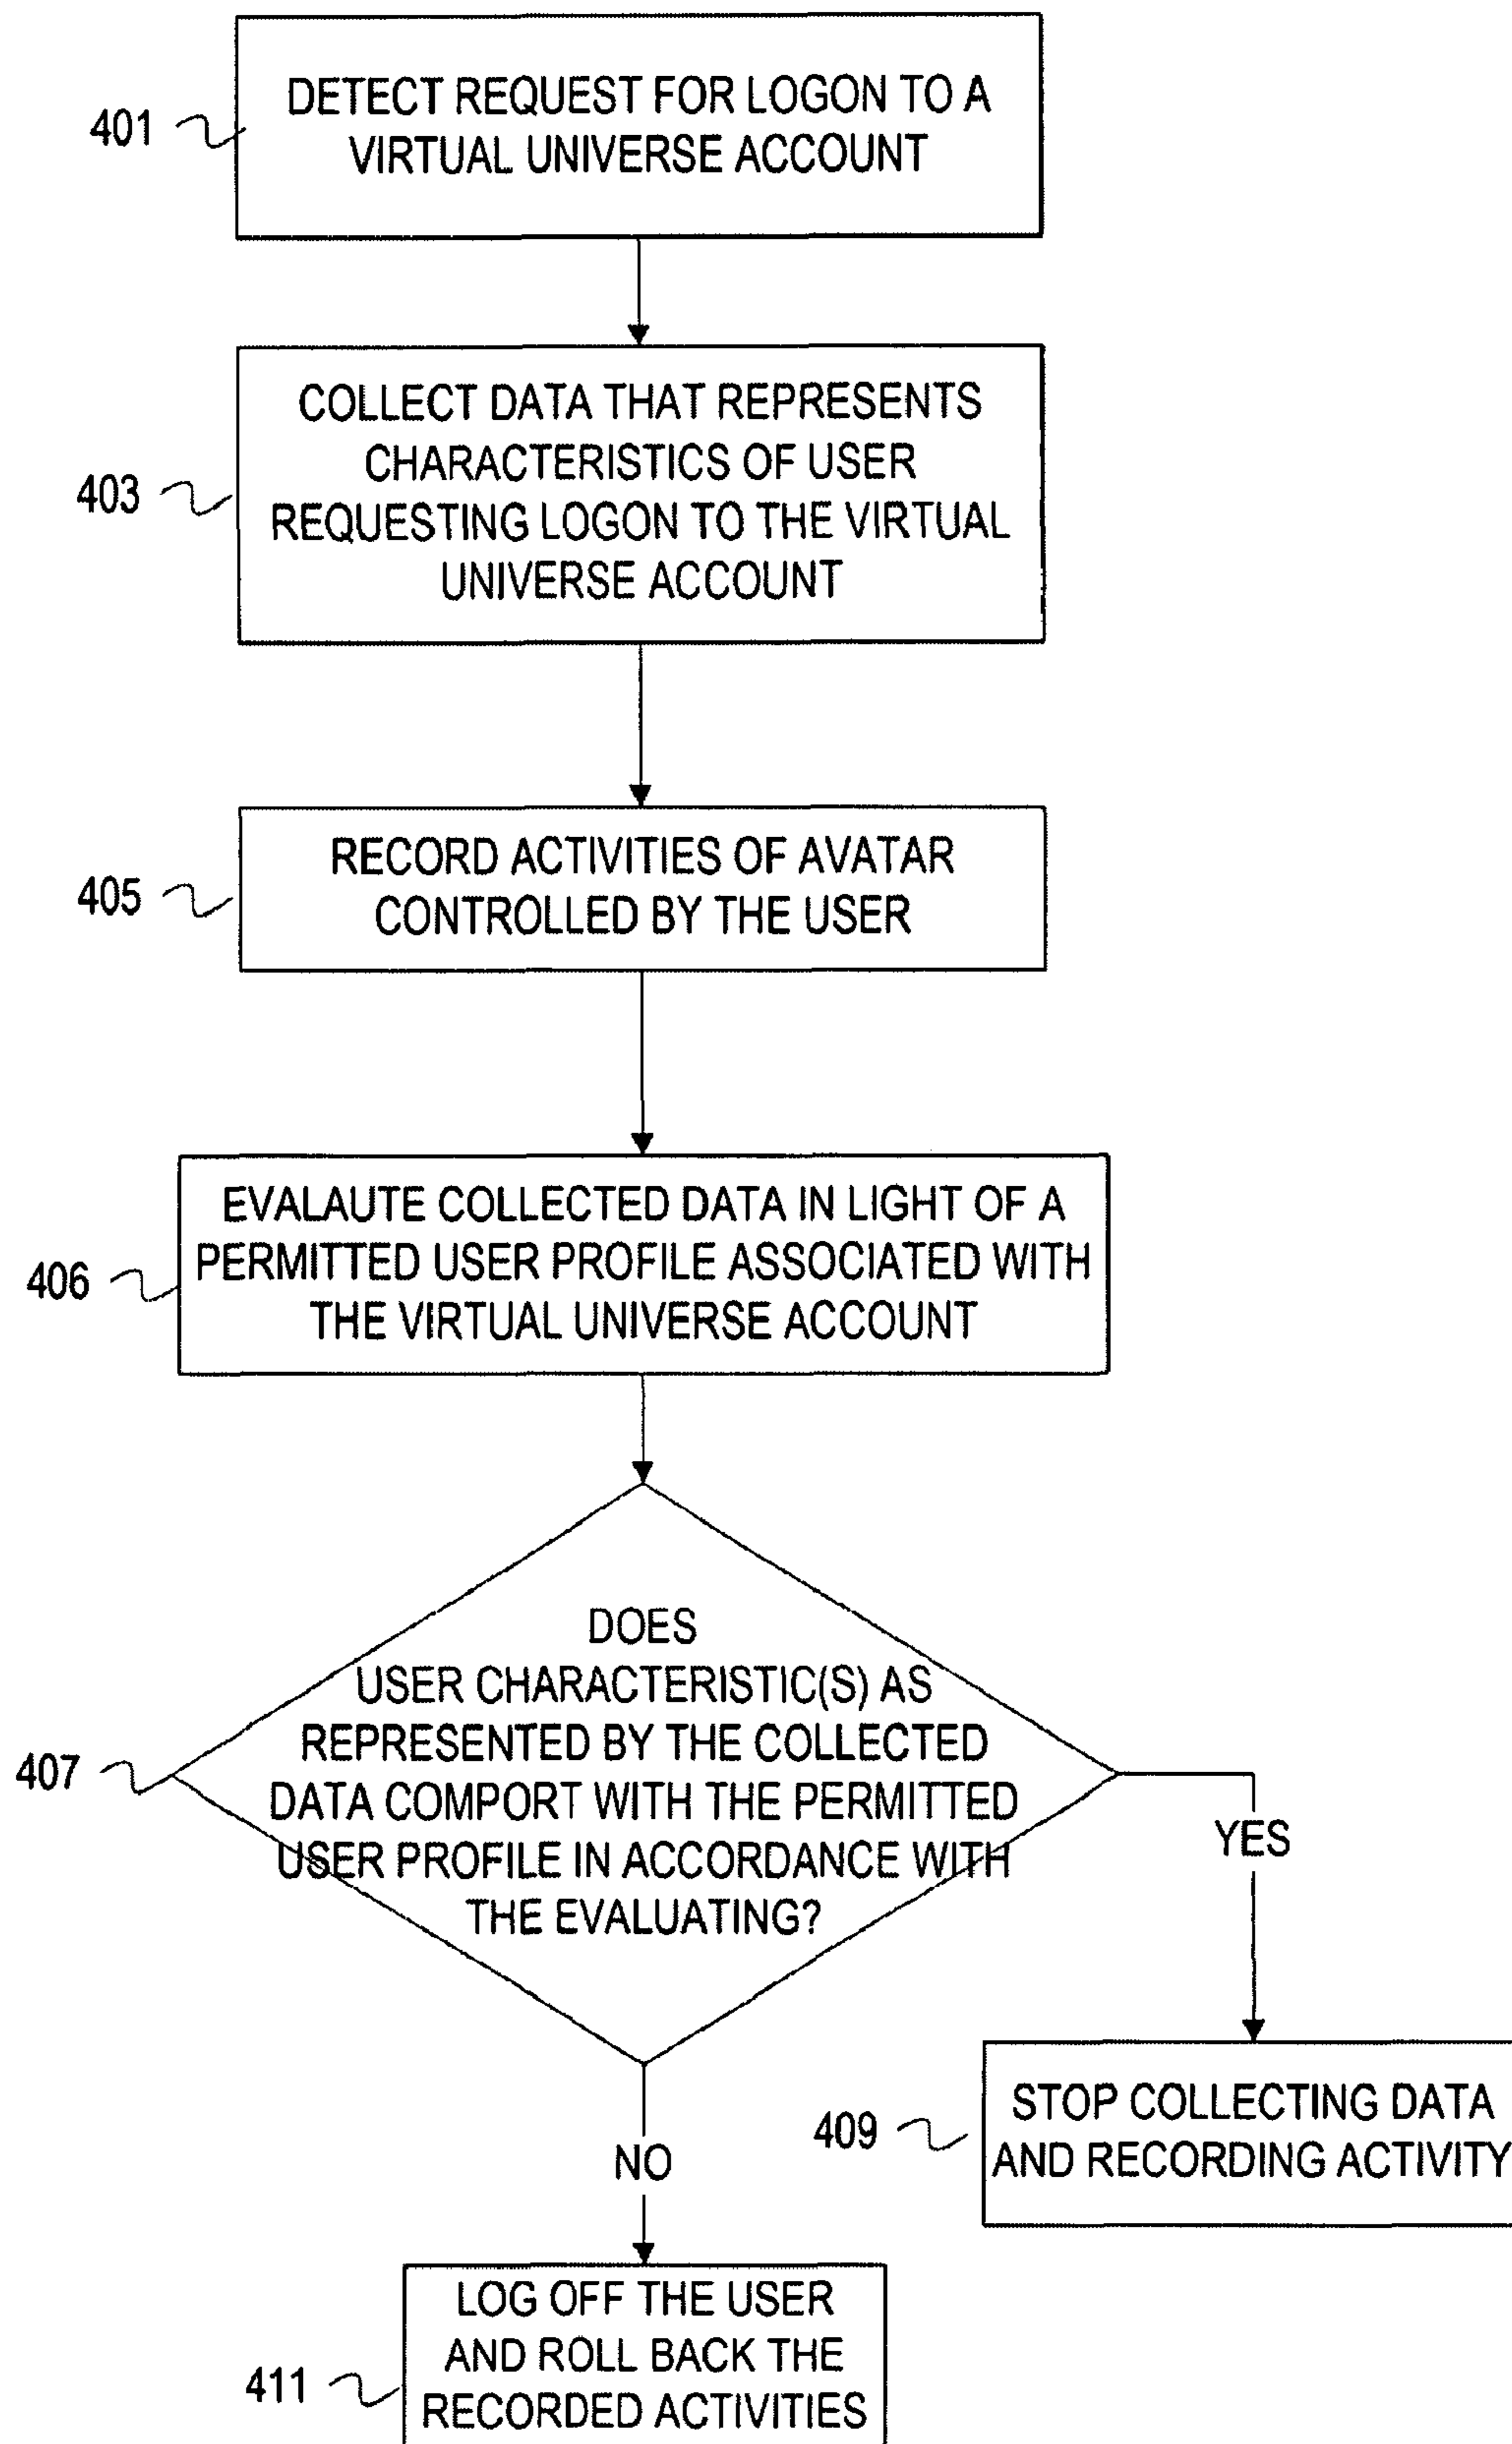 401
DETECT REQUEST FOR LOGON TO A
VIRTUAL UNIVERSE ACCOUNT
403
COLLECT DATA THAT REPRESENTS
CHARACTERISTICS OF USER
REQUESTING LOGON TO THE VIRTUAL
UNIVERSE ACCOUNT
405
RECORD ACTIVITIES OF AVATAR
CONTROLLED BY THE USER
406
EVALAUTE COLLECTED DATA IN LIGHT OF A
PERMITTED USER PROFILE ASSOCIATED WITH
THE VIRTUAL UNIVERSE ACCOUNT
407
DOES
USER CHARACTERISTIC(S) AS
REPRESENTED BY THE COLLECTED
DATA COMPORT WITH THE PERMITTED
USER PROFILE IN ACCORDANCE WITH
THE EVALUATING?
YES
409
STOP COLLECTING DATA
AND RECORDING ACTIVITY
NO
411
LOG OFF THE USER
AND ROLL BACK THE
RECORDED ACTIVITIES